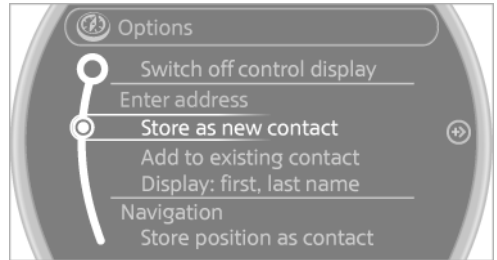 Options
Switch off control display
Enter address
Store as new contact
Add to existing contact
Display: first, last name
Navigation
Store position as contact